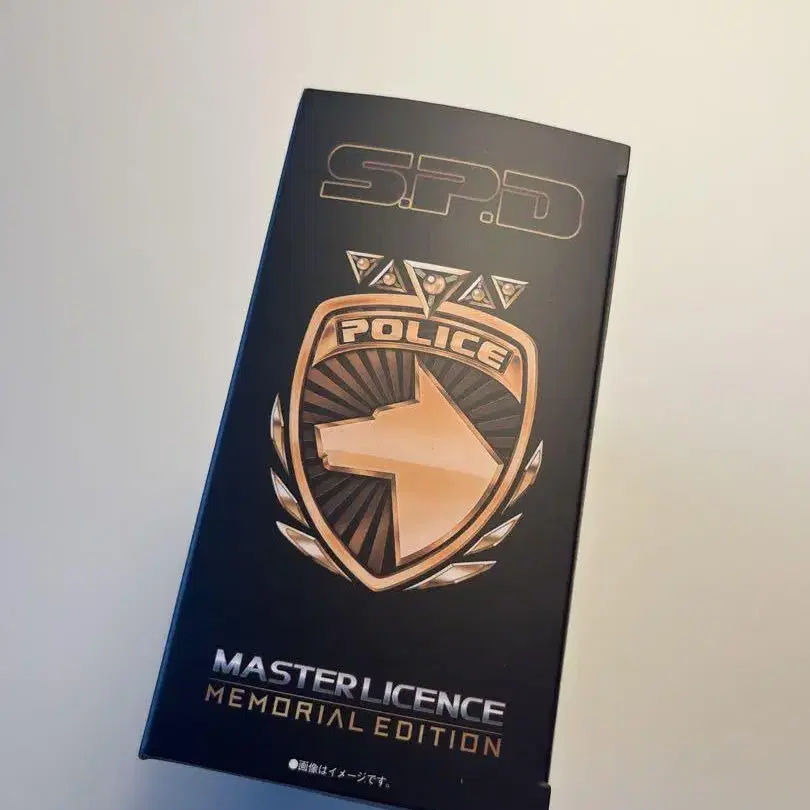 S.P.D
POLICE
MASTER LICENCE
MEMORIAL EDITION
●画像はイメージです。